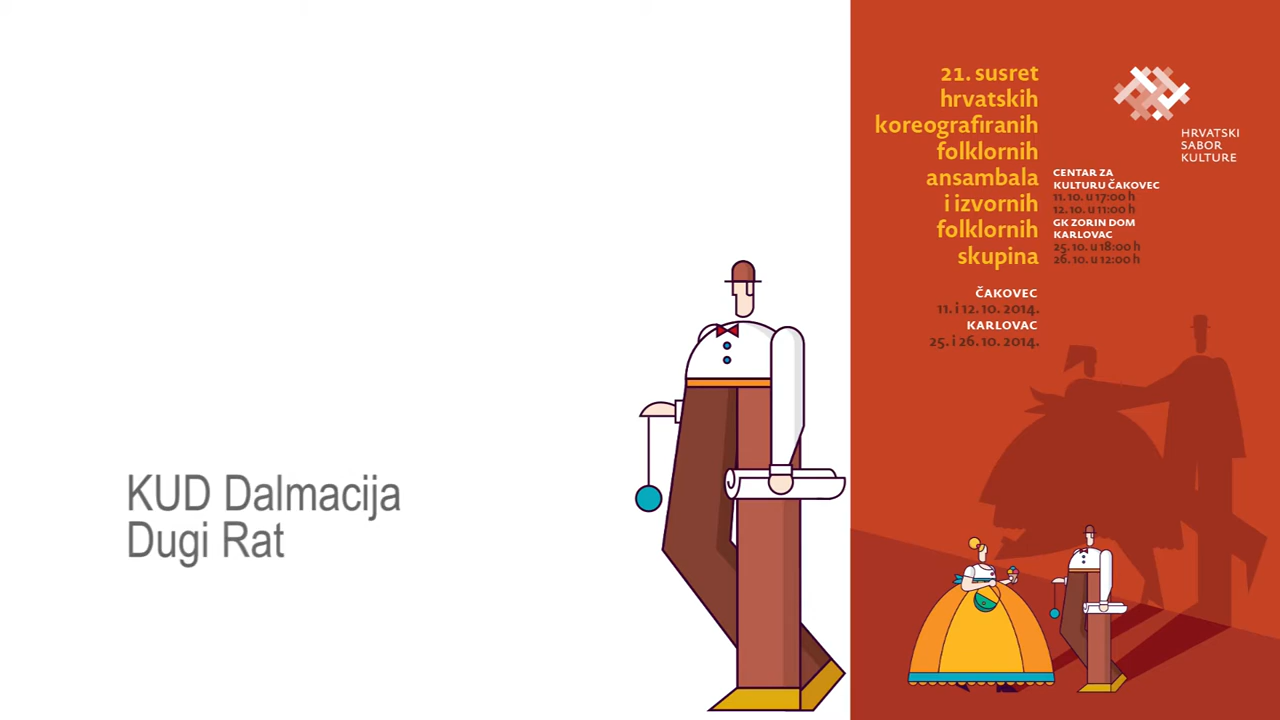 KUD Dalmacija
Dugi Rat
21. susret
hrvatskih
koreografiranih
folklornih
ansambala
i izvornih
folklornih
skupina
ČAKOVEC
11. i 12. 10. 2014.
KARLOVAC
25. i 26. 10. 2014.
HRVATSKI
SABOR
KULTURE
CENTAR ZA
KULTURU ČAKOVEC
11. 10. u 17:00 h
12. 10. u 11:00 h
GK ZORIN DOM
KARLOVAC
25. 10. u 18:00 h
26. 10. u 12:00 h